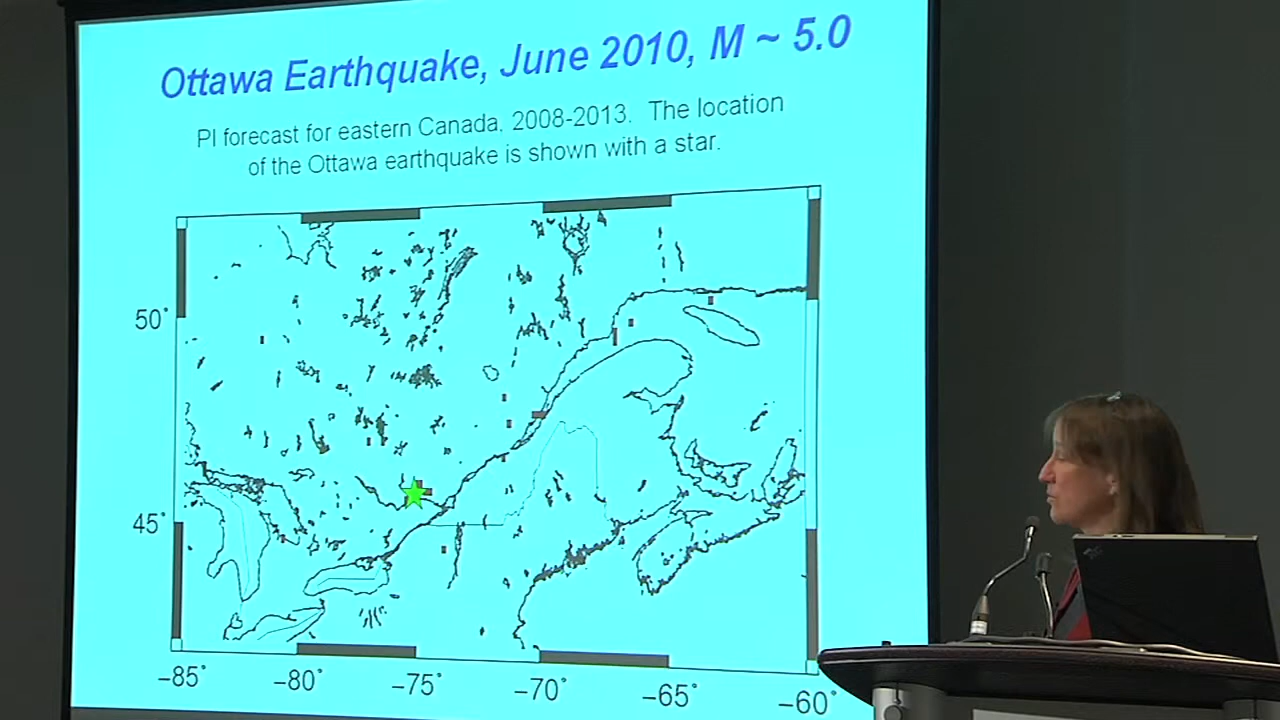 Ottawa Earthquake, June 2010, M ~ 5.0
PI forecast for eastern Canada, 2008-2013. The location
of the Ottawa earthquake is shown with a star.
50°
45°
−85°
−80°
−75°
−70°
−65°
−60°